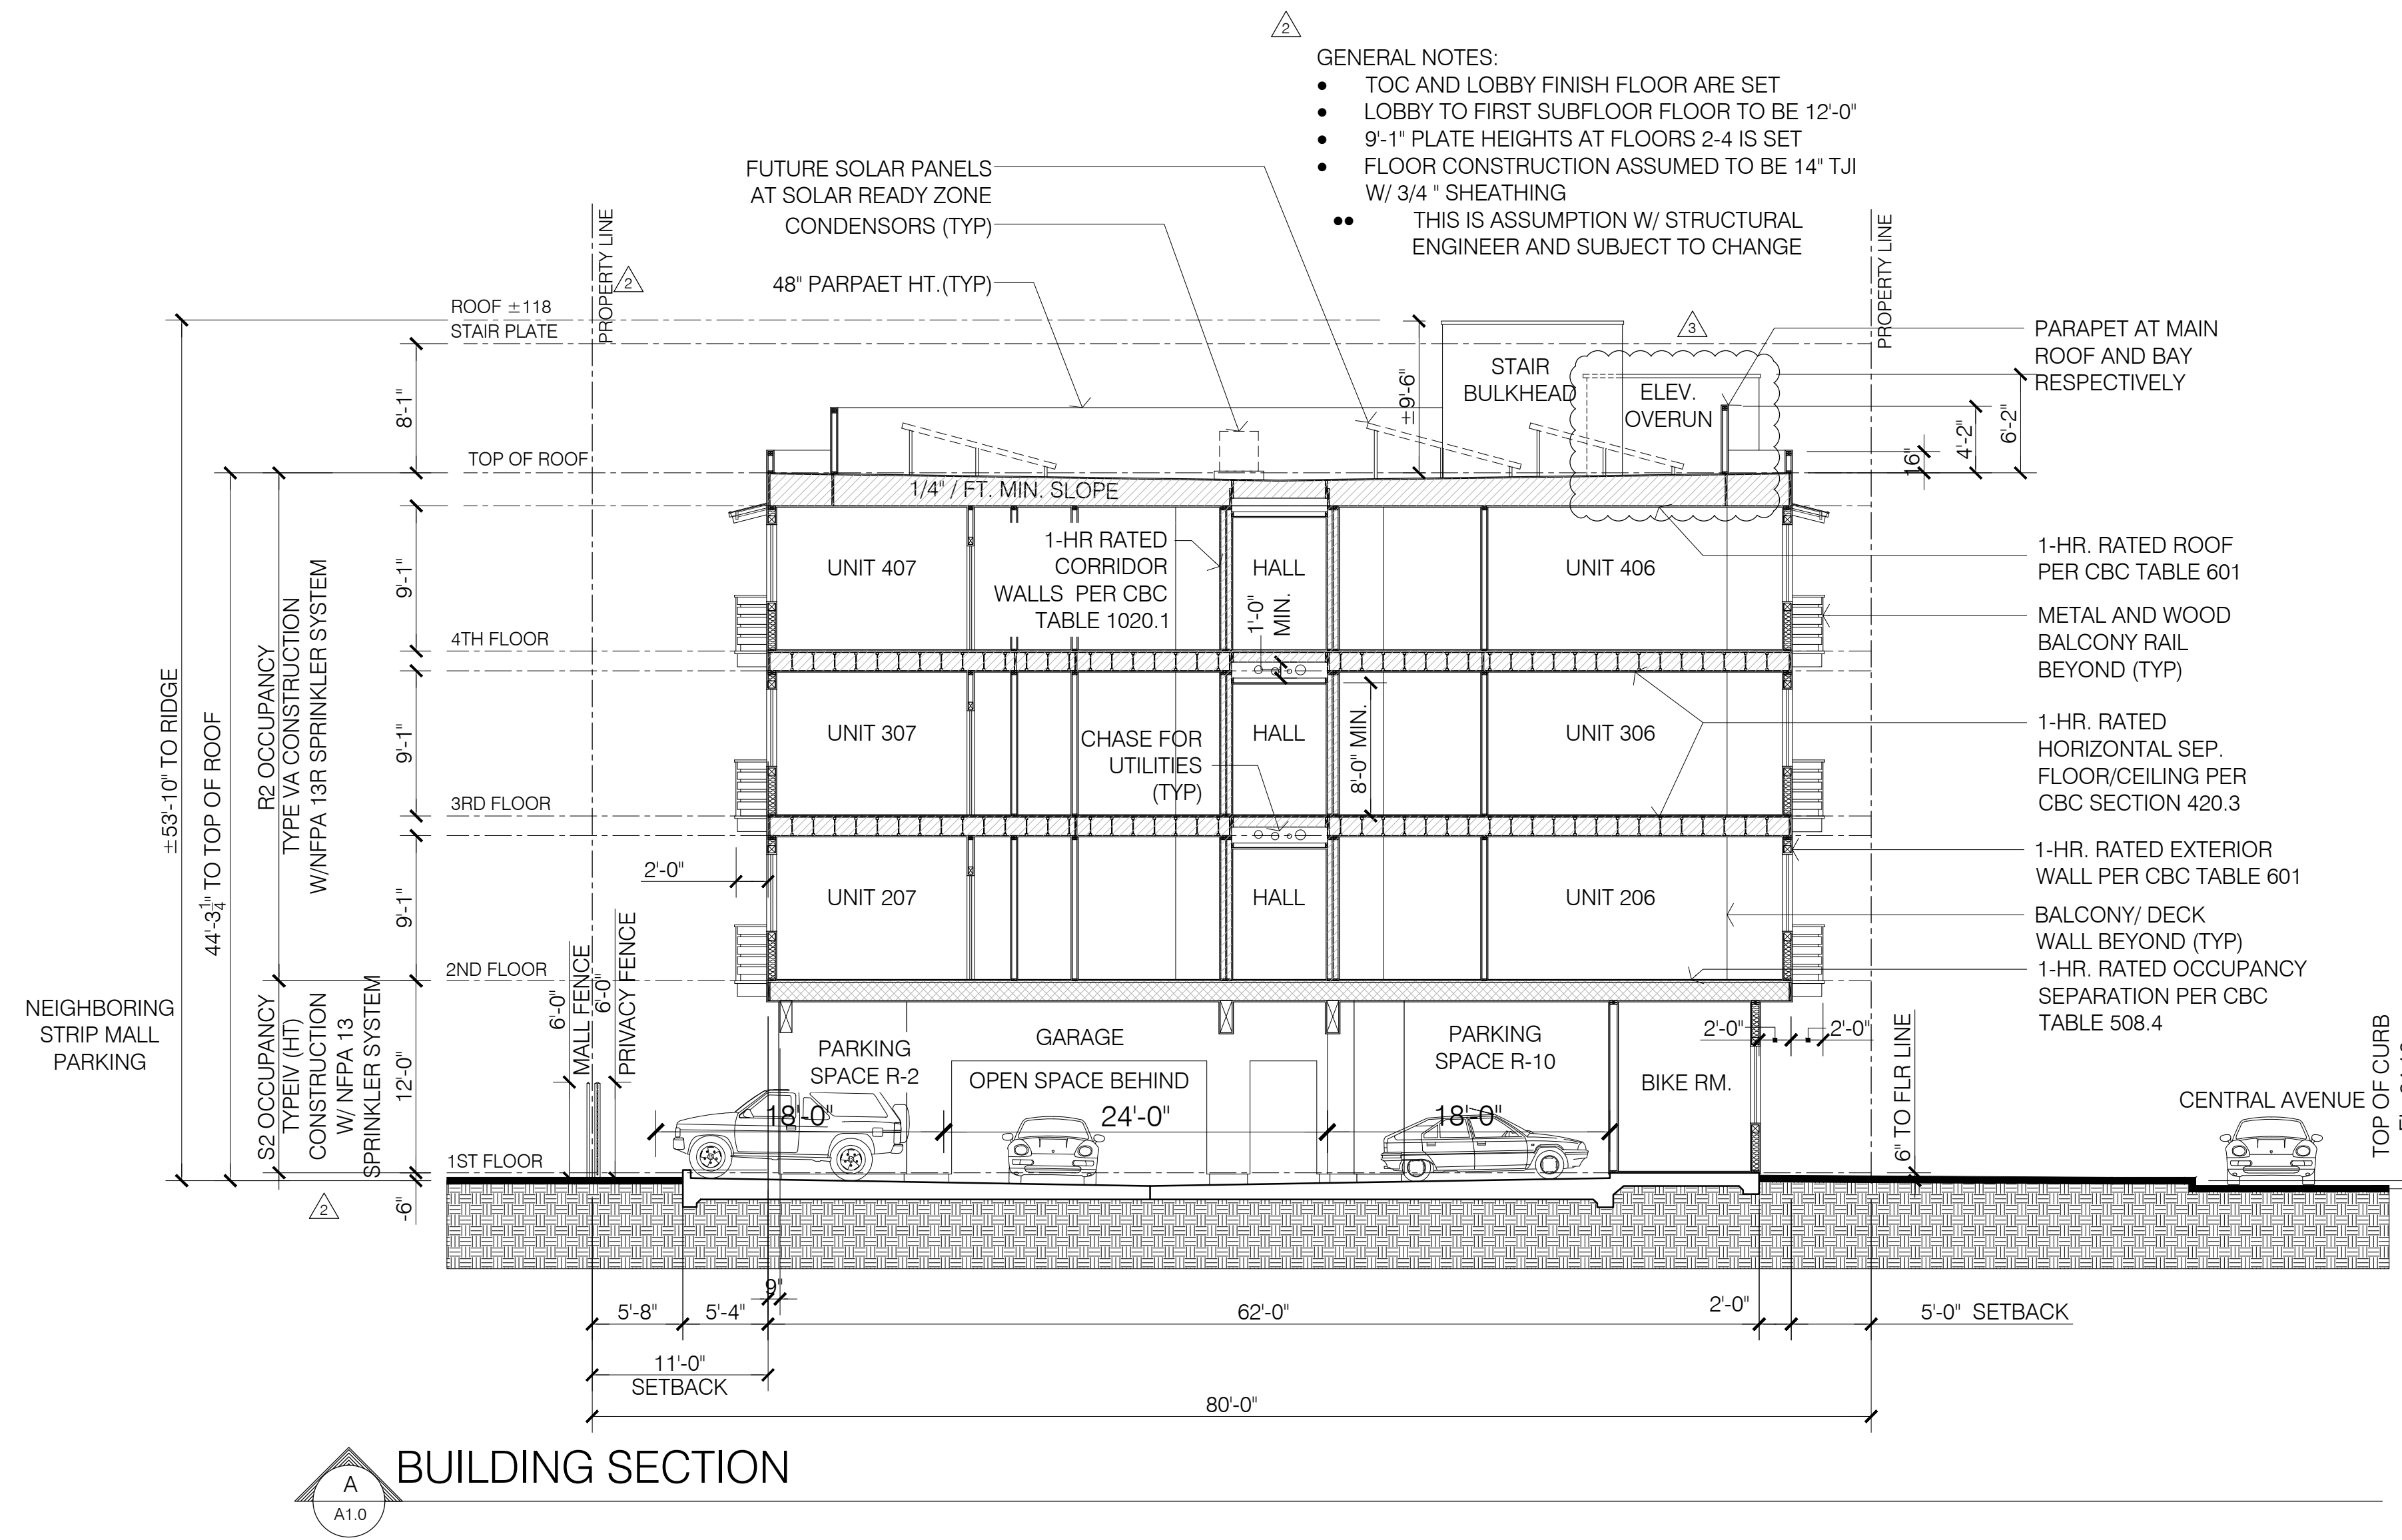 2
GENERAL NOTES:
● TOC AND LOBBY FINISH FLOOR ARE SET
● LOBBY TO FIRST SUBFLOOR FLOOR TO BE 12'-0"
● 9'-1" PLATE HEIGHTS AT FLOORS 2-4 IS SET
● FLOOR CONSTRUCTION ASSUMED TO BE 14" TJI
W/ 3/4 " SHEATHING
●● THIS IS ASSUMPTION W/ STRUCTURAL
ENGINEER AND SUBJECT TO CHANGE
FUTURE SOLAR PANELS
AT SOLAR READY ZONE
CONDENSORS (TYP)
48" PARPAET HT.(TYP)
PROPERTY LINE
2
PROPERTY LINE
ROOF ±118
STAIR PLATE
TOP OF ROOF
8'-1"
±9'-6"
STAIR
BULKHEAD
3
ELEV.
OVERUN
PARAPET AT MAIN
ROOF AND BAY
RESPECTIVELY
16"
4'-2"
6'-2"
1/4" / FT. MIN. SLOPE
9'-1"
UNIT 407
1-HR RATED
CORRIDOR
WALLS PER CBC
TABLE 1020.1
HALL
1'-0"
MIN.
UNIT 406
1-HR. RATED ROOF
PER CBC TABLE 601
METAL AND WOOD
BALCONY RAIL
BEYOND (TYP)
4TH FLOOR
9'-1"
UNIT 307
CHASE FOR
UTILITIES
(TYP)
HALL
8'-0" MIN.
UNIT 306
1-HR. RATED
HORIZONTAL SEP.
FLOOR/CEILING PER
CBC SECTION 420.3
3RD FLOOR
9'-1"
2'-0"
UNIT 207
HALL
UNIT 206
1-HR. RATED EXTERIOR
WALL PER CBC TABLE 601
BALCONY/ DECK
WALL BEYOND (TYP)
1-HR. RATED OCCUPANCY
SEPARATION PER CBC
TABLE 508.4
2ND FLOOR
±53'-10" TO RIDGE
44'-3 1/4" TO TOP OF ROOF
R2 OCCUPANCY
TYPE VA CONSTRUCTION
W/NFPA 13R SPRINKLER SYSTEM
S2 OCCUPANCY
TYPEIV (HT)
CONSTRUCTION
W/ NFPA 13
SPRINKLER SYSTEM
12'-0"
-6"
2
NEIGHBORING
STRIP MALL
PARKING
6'-0"
MALL FENCE
6'-0"
PRIVACY FENCE
1ST FLOOR
PARKING
SPACE R-2
GARAGE
OPEN SPACE BEHIND
PARKING
SPACE R-10
BIKE RM.
18'-0"
24'-0"
18'-0"
2'-0"
2'-0"
6" TO FLR LINE
CENTRAL AVENUE
TOP OF CURB
9"
5'-8"
5'-4"
62'-0"
2'-0"
5'-0" SETBACK
11'-0"
SETBACK
80'-0"
A
A1.0
BUILDING SECTION